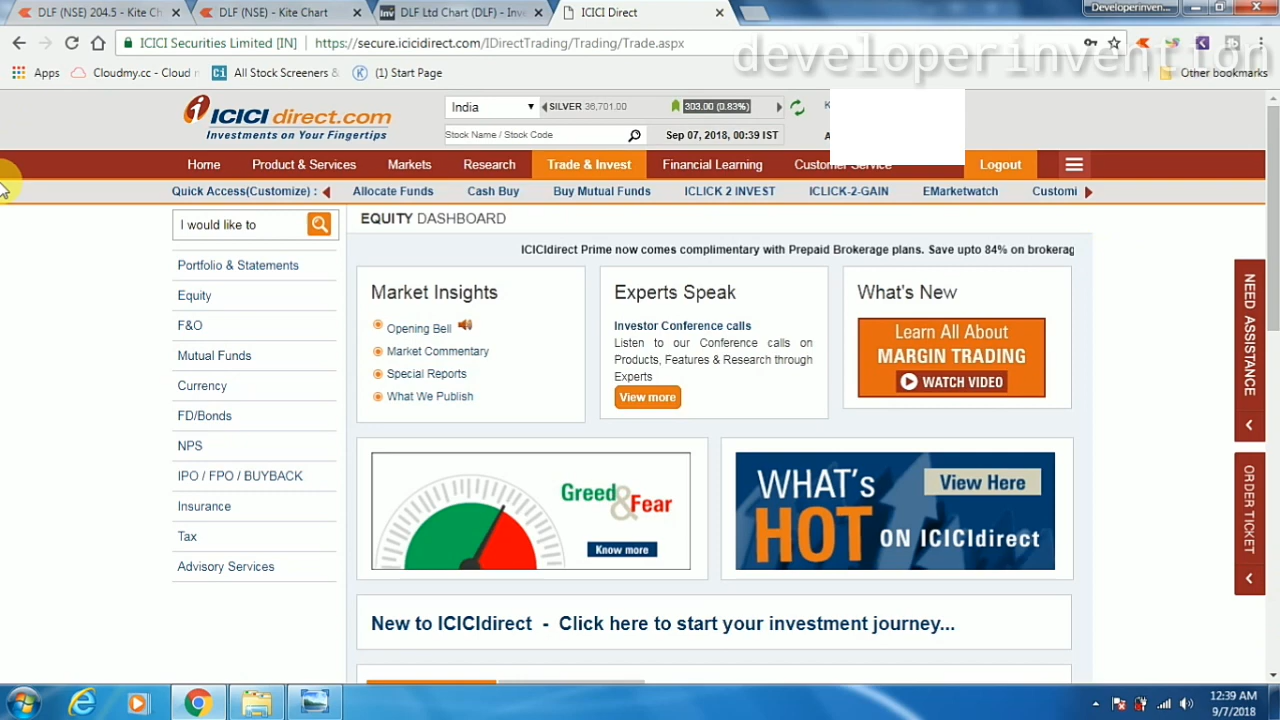 DLF (NSE) 204.5 - Kite Ch
DLF (NSE) - Kite Chart
Inv
DLF Ltd Chart (DLF) - Inv
ICICI Direct
Developerinven...
ICICI Securities Limited [IN]
https://secure.icicidirect.com/IDirectTrading/Trading/Trade.aspx
developerinvention
Apps
Cloudmy.cc - Cloud
All Stock Screeners &
(1) Start Page
Other bookmarks
ICICI direct.com
Investments on Your Fingertips
India
SILVER 36,701.00
303.00 (0.83%)
Stock Name / Stock Code
Sep 07, 2018, 00:39 IST
Home
Product & Services
Markets
Research
Trade & Invest
Financial Learning
Customer Service
Logout
Quick Access(Customize) :
Allocate Funds
Cash Buy
Buy Mutual Funds
ICLICK 2 INVEST
ICLICK-2-GAIN
EMarketwatch
Customi
I would like to
Portfolio & Statements
Equity
F&O
Mutual Funds
Currency
FD/Bonds
NPS
IPO / FPO / BUYBACK
Insurance
Tax
Advisory Services
EQUITY DASHBOARD
ICICIdirect Prime now comes complimentary with Prepaid Brokerage plans. Save upto 84% on brokerag
Market Insights
Opening Bell
Market Commentary
Special Reports
What We Publish
Experts Speak
Investor Conference calls
Listen to our Conference calls on
Products, Features & Research through
Experts
View more
What's New
Learn All About
MARGIN TRADING
WATCH VIDEO
Greed
&
Fear
Know more
WHAT's
HOT
ON ICICIdirect
View Here
New to ICICIdirect - Click here to start your investment journey...
NEED ASSISTANCE
ORDER TICKET
12:39 AM
9/7/2018